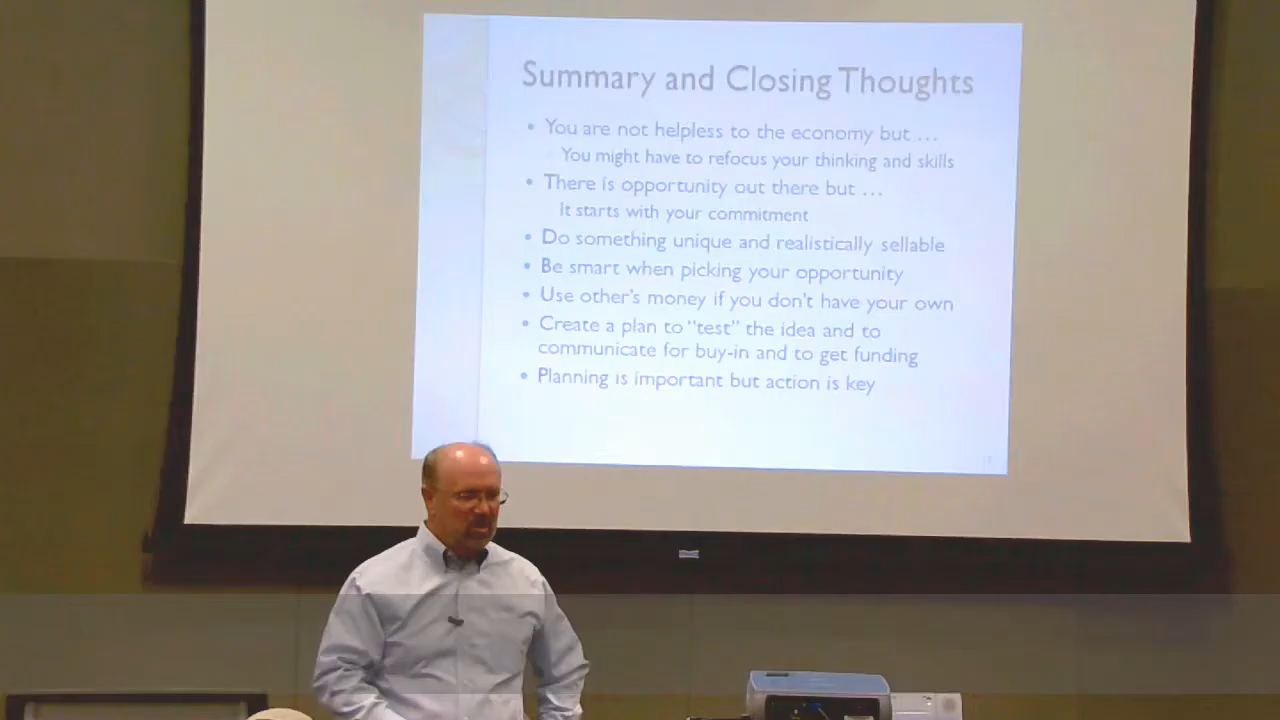 Summary and Closing Thoughts
• You are not helpless to the economy but …
You might have to refocus your thinking and skills
• There is opportunity out there but …
It starts with your commitment
• Do something unique and realistically sellable
• Be smart when picking your opportunity
• Use other's money if you don't have your own
• Create a plan to "test" the idea and to
communicate for buy-in and to get funding
• Planning is important but action is key